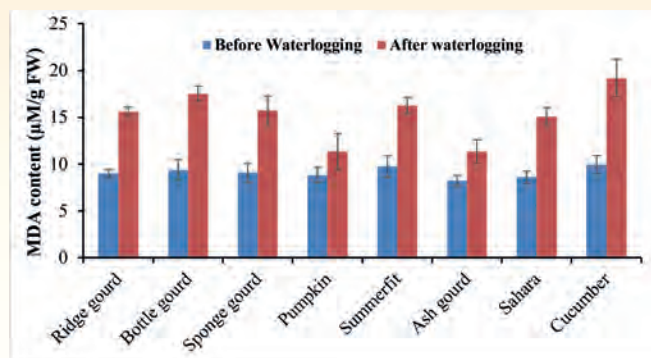 25
20
15
10
5
0
MDA content (µM/g FW)
Before Waterlogging
After waterlogging
Ridge gourd
Bottle gourd
Sponge gourd
Pumpkin
Summerfit
Ash gourd
Sahara
Cucumber